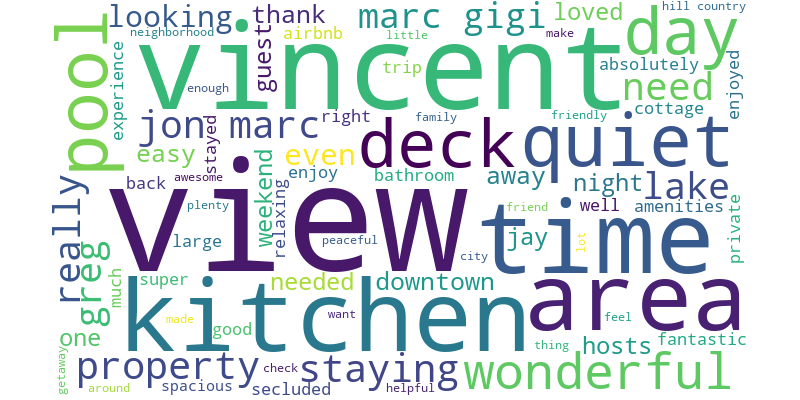 looking thank marc gigi loved hill country
neighborhood airbnb little make day
pool vincent guest trip absolutely
experience enough need enjoyed
jon marc right family friendly cottage
stayed deck quiet
easy weekend even
back awesome enjoy bathroom away night lake
really view relaxing plenty friend well amenities
large peaceful time jay lot private
greg city
much super needed downtown
kitchen area
made good want feel
one thing hosts fantastic
property check staying wonderful
getaway around spacious secluded helpful